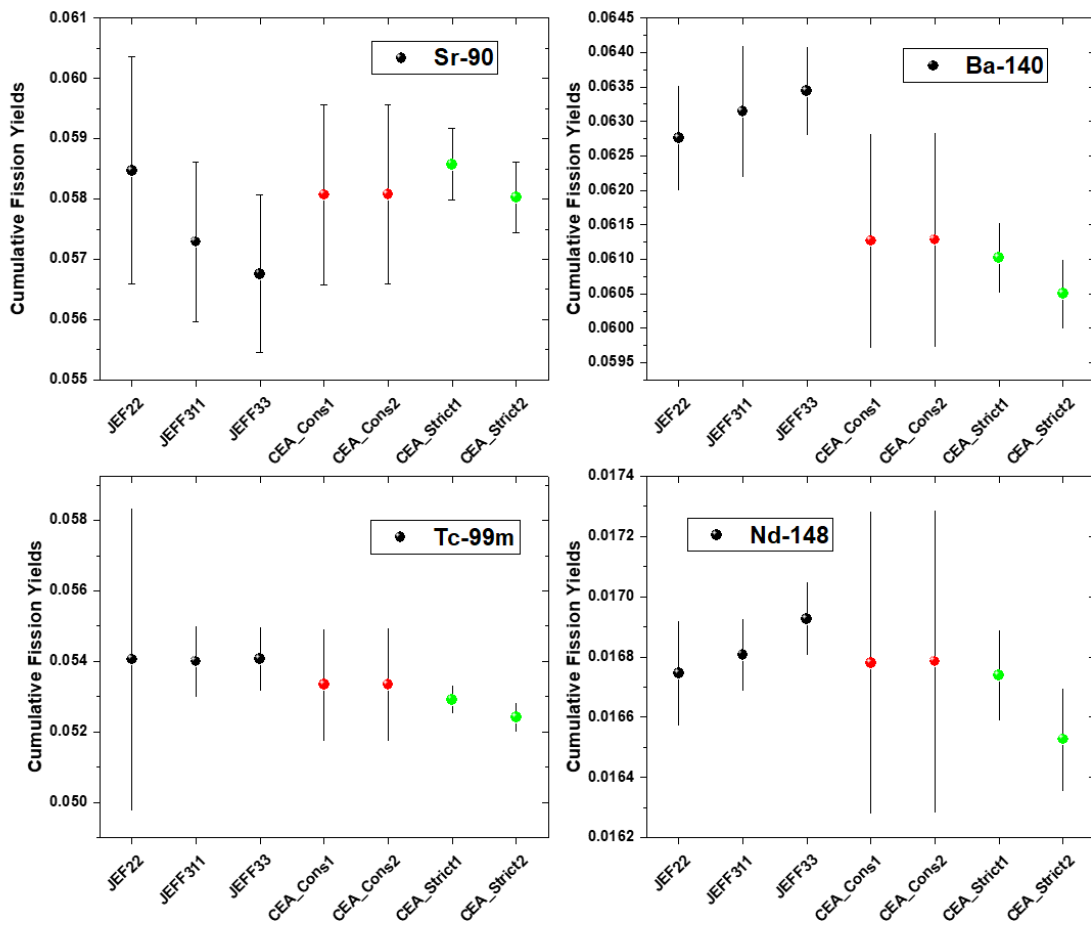 Cumulative Fission Yields
0.061
0.060
0.059
0.058
0.057
0.056
0.055
Sr-90
JEF22
JEFF311
JEFF33
CEA_Cons1
CEA_Cons2
CEA_Strict1
CEA_Strict2
Cumulative Fission Yields
0.0645
0.0640
0.0635
0.0630
0.0625
0.0620
0.0615
0.0610
0.0605
0.0600
0.0595
Ba-140
JEF22
JEFF311
JEFF33
CEA_Cons1
CEA_Cons2
CEA_Strict1
CEA_Strict2
Cumulative Fission Yields
0.058
0.056
0.054
0.052
0.050
Tc-99m
JEF22
JEFF311
JEFF33
CEA_Cons1
CEA_Cons2
CEA_Strict1
CEA_Strict2
Cumulative Fission Yields
0.0174
0.0172
0.0170
0.0168
0.0166
0.0164
0.0162
Nd-148
JEF22
JEFF311
JEFF33
CEA_Cons1
CEA_Cons2
CEA_Strict1
CEA_Strict2